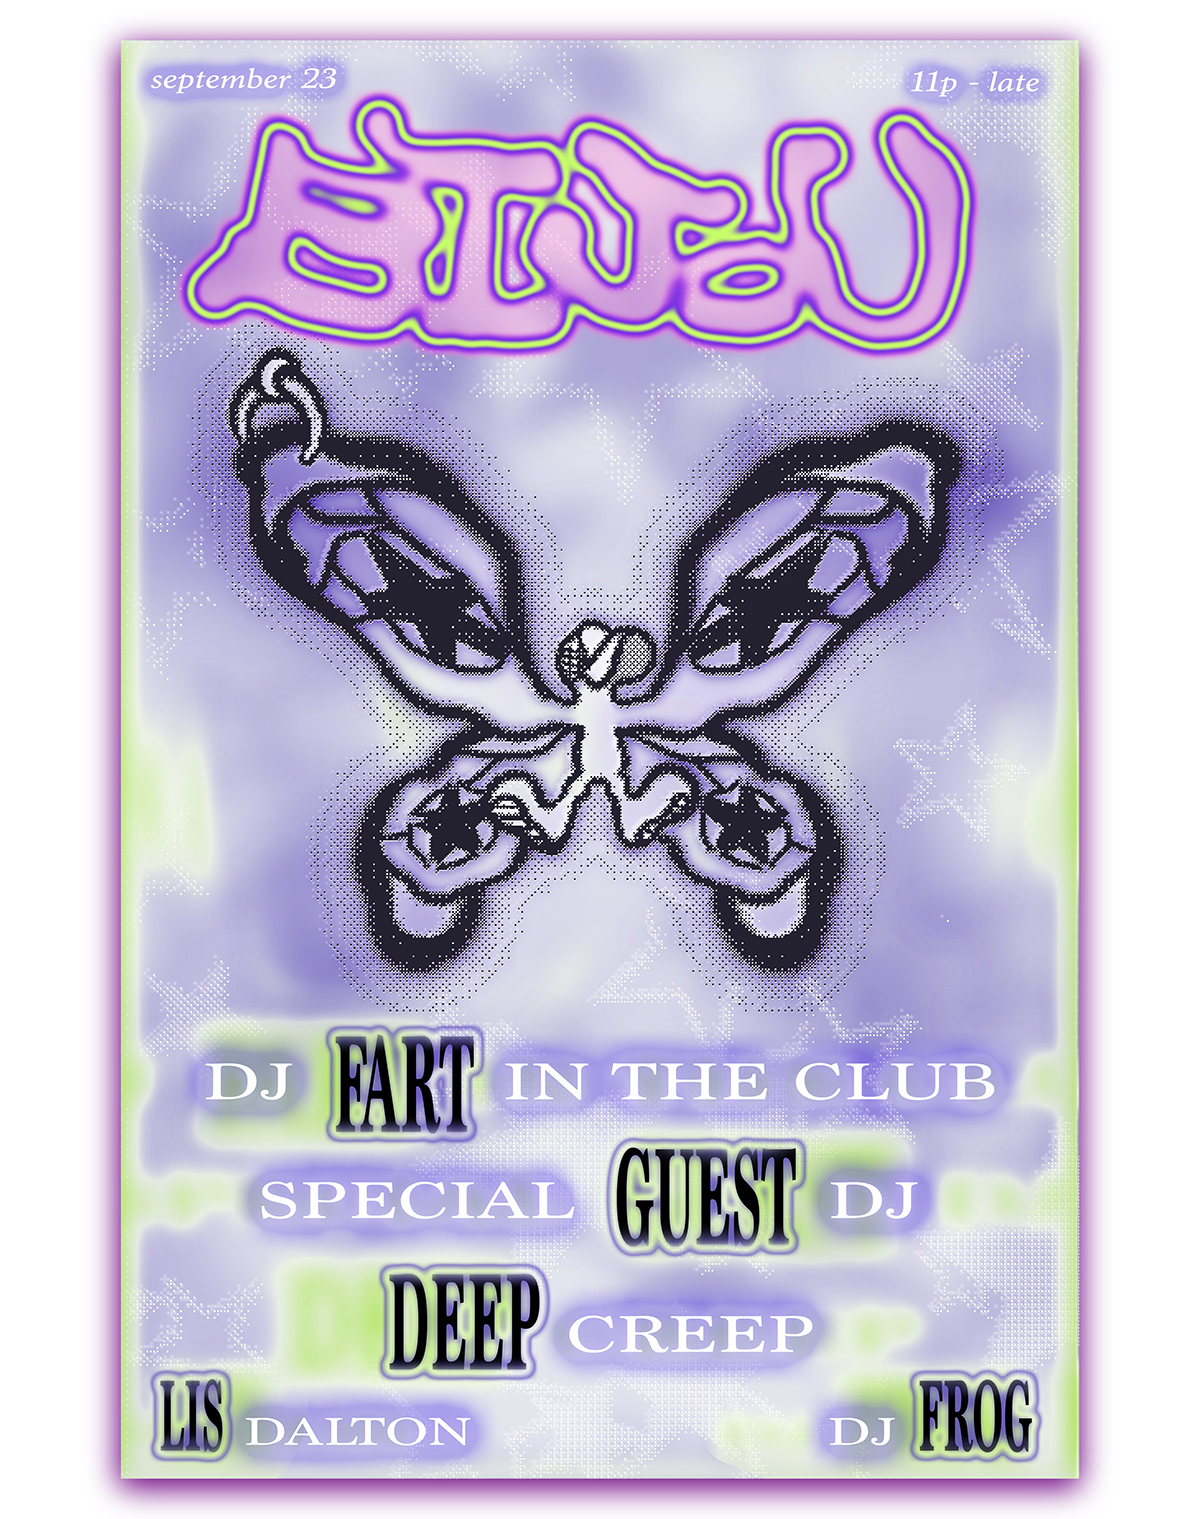 september 23
11p - late
BIJOU
DJ FART IN THE CLUB
SPECIAL GUEST DJ
DEEP CREEP
LIS DALTON
DJ FROG